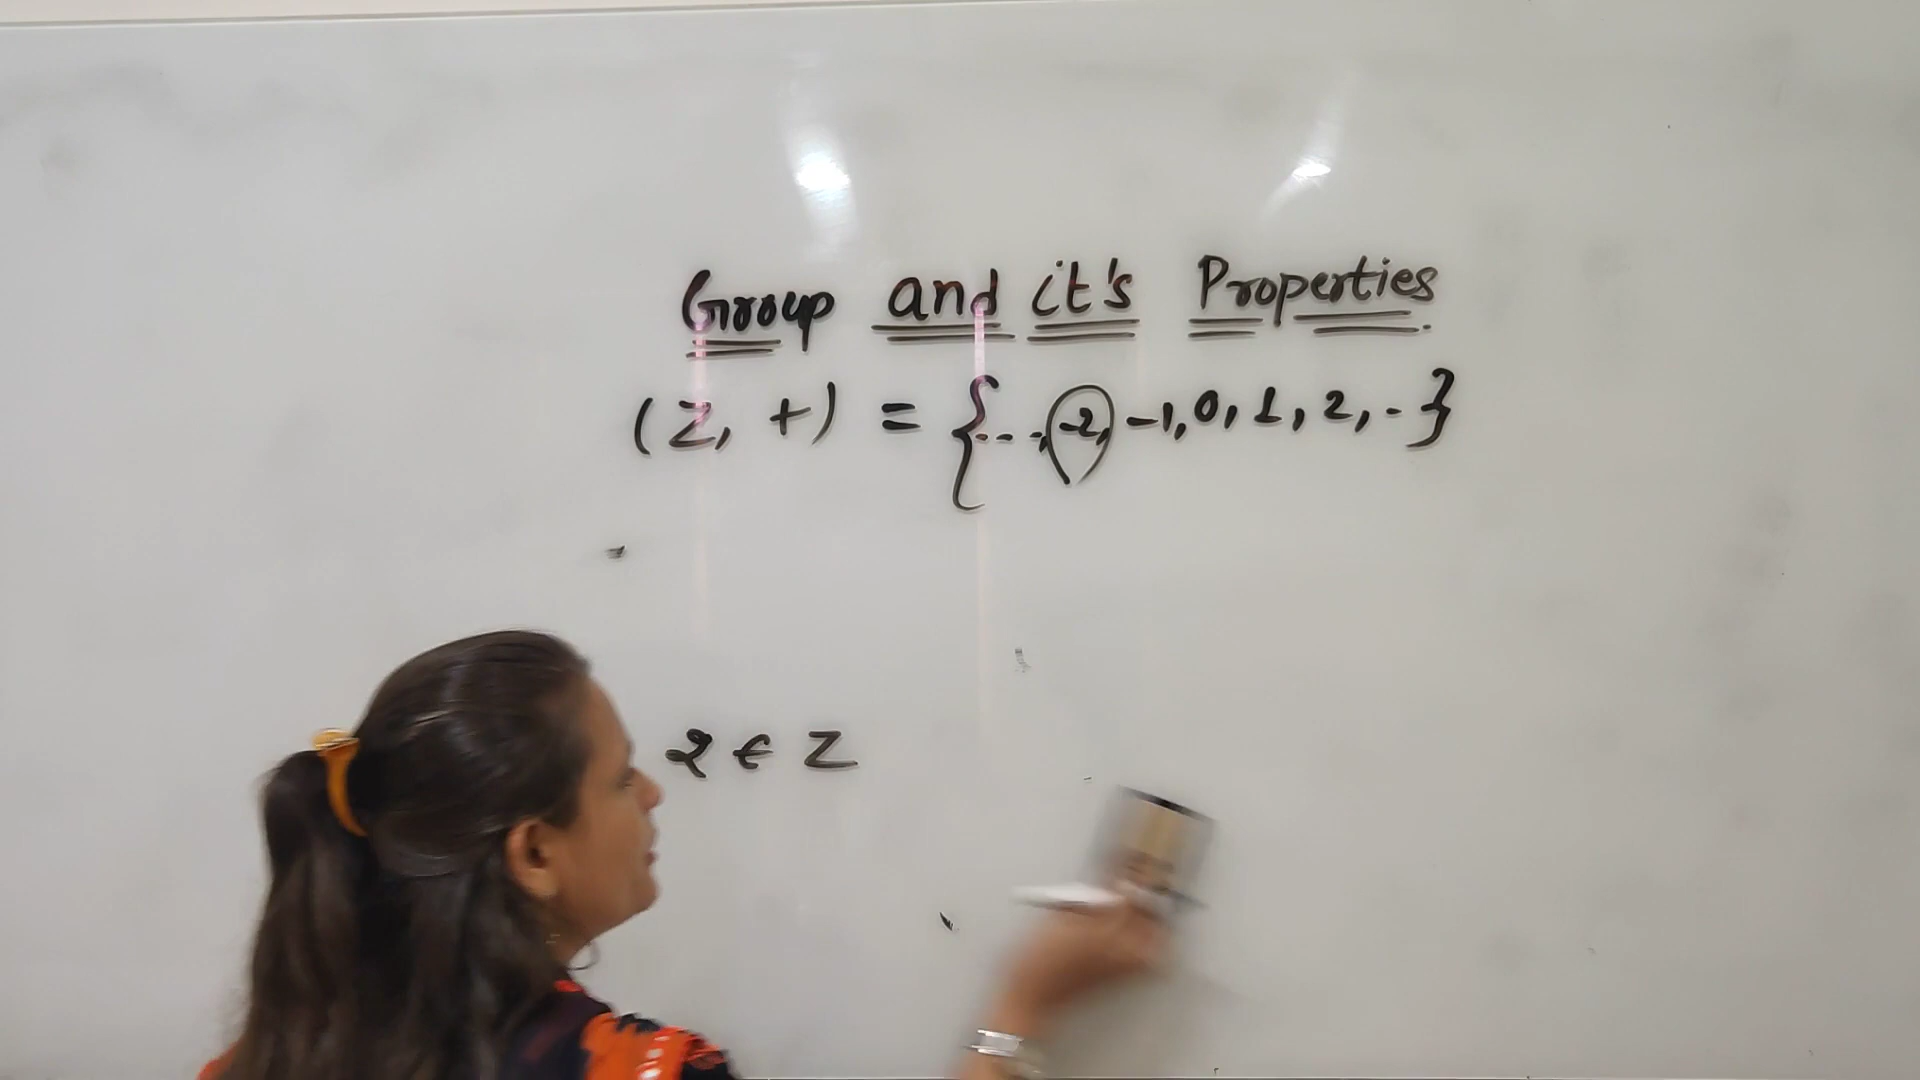 Group and it's Properties
(Z, +) = {..., -2, -1, 0, 1, 2, . }
2 ∈ Z